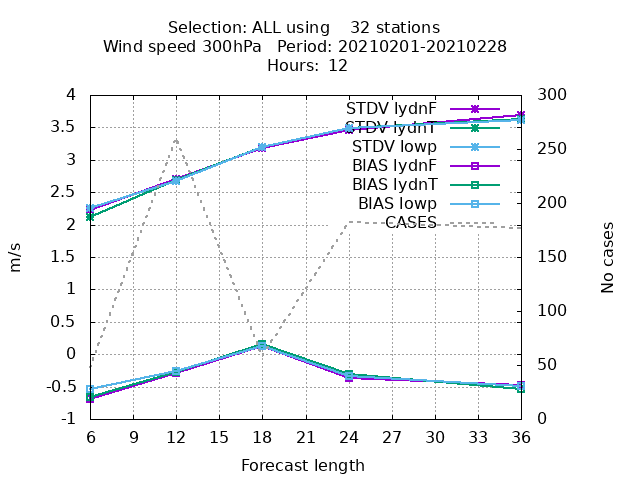 Selection: ALL using 32 stations
Wind speed 300hPa Period: 20210201-20210228
Hours: 12
4
3.5
3
2.5
2
1.5
1
0.5
0
-0.5
-1
m/s
300
250
200
150
100
50
0
No cases
STDV lydnF
STDV lydnT
STDV lowp
BIAS lydnF
BIAS lydnT
BIAS lowp
CASES
6 9 12 15 18 21 24 27 30 33 36
Forecast length